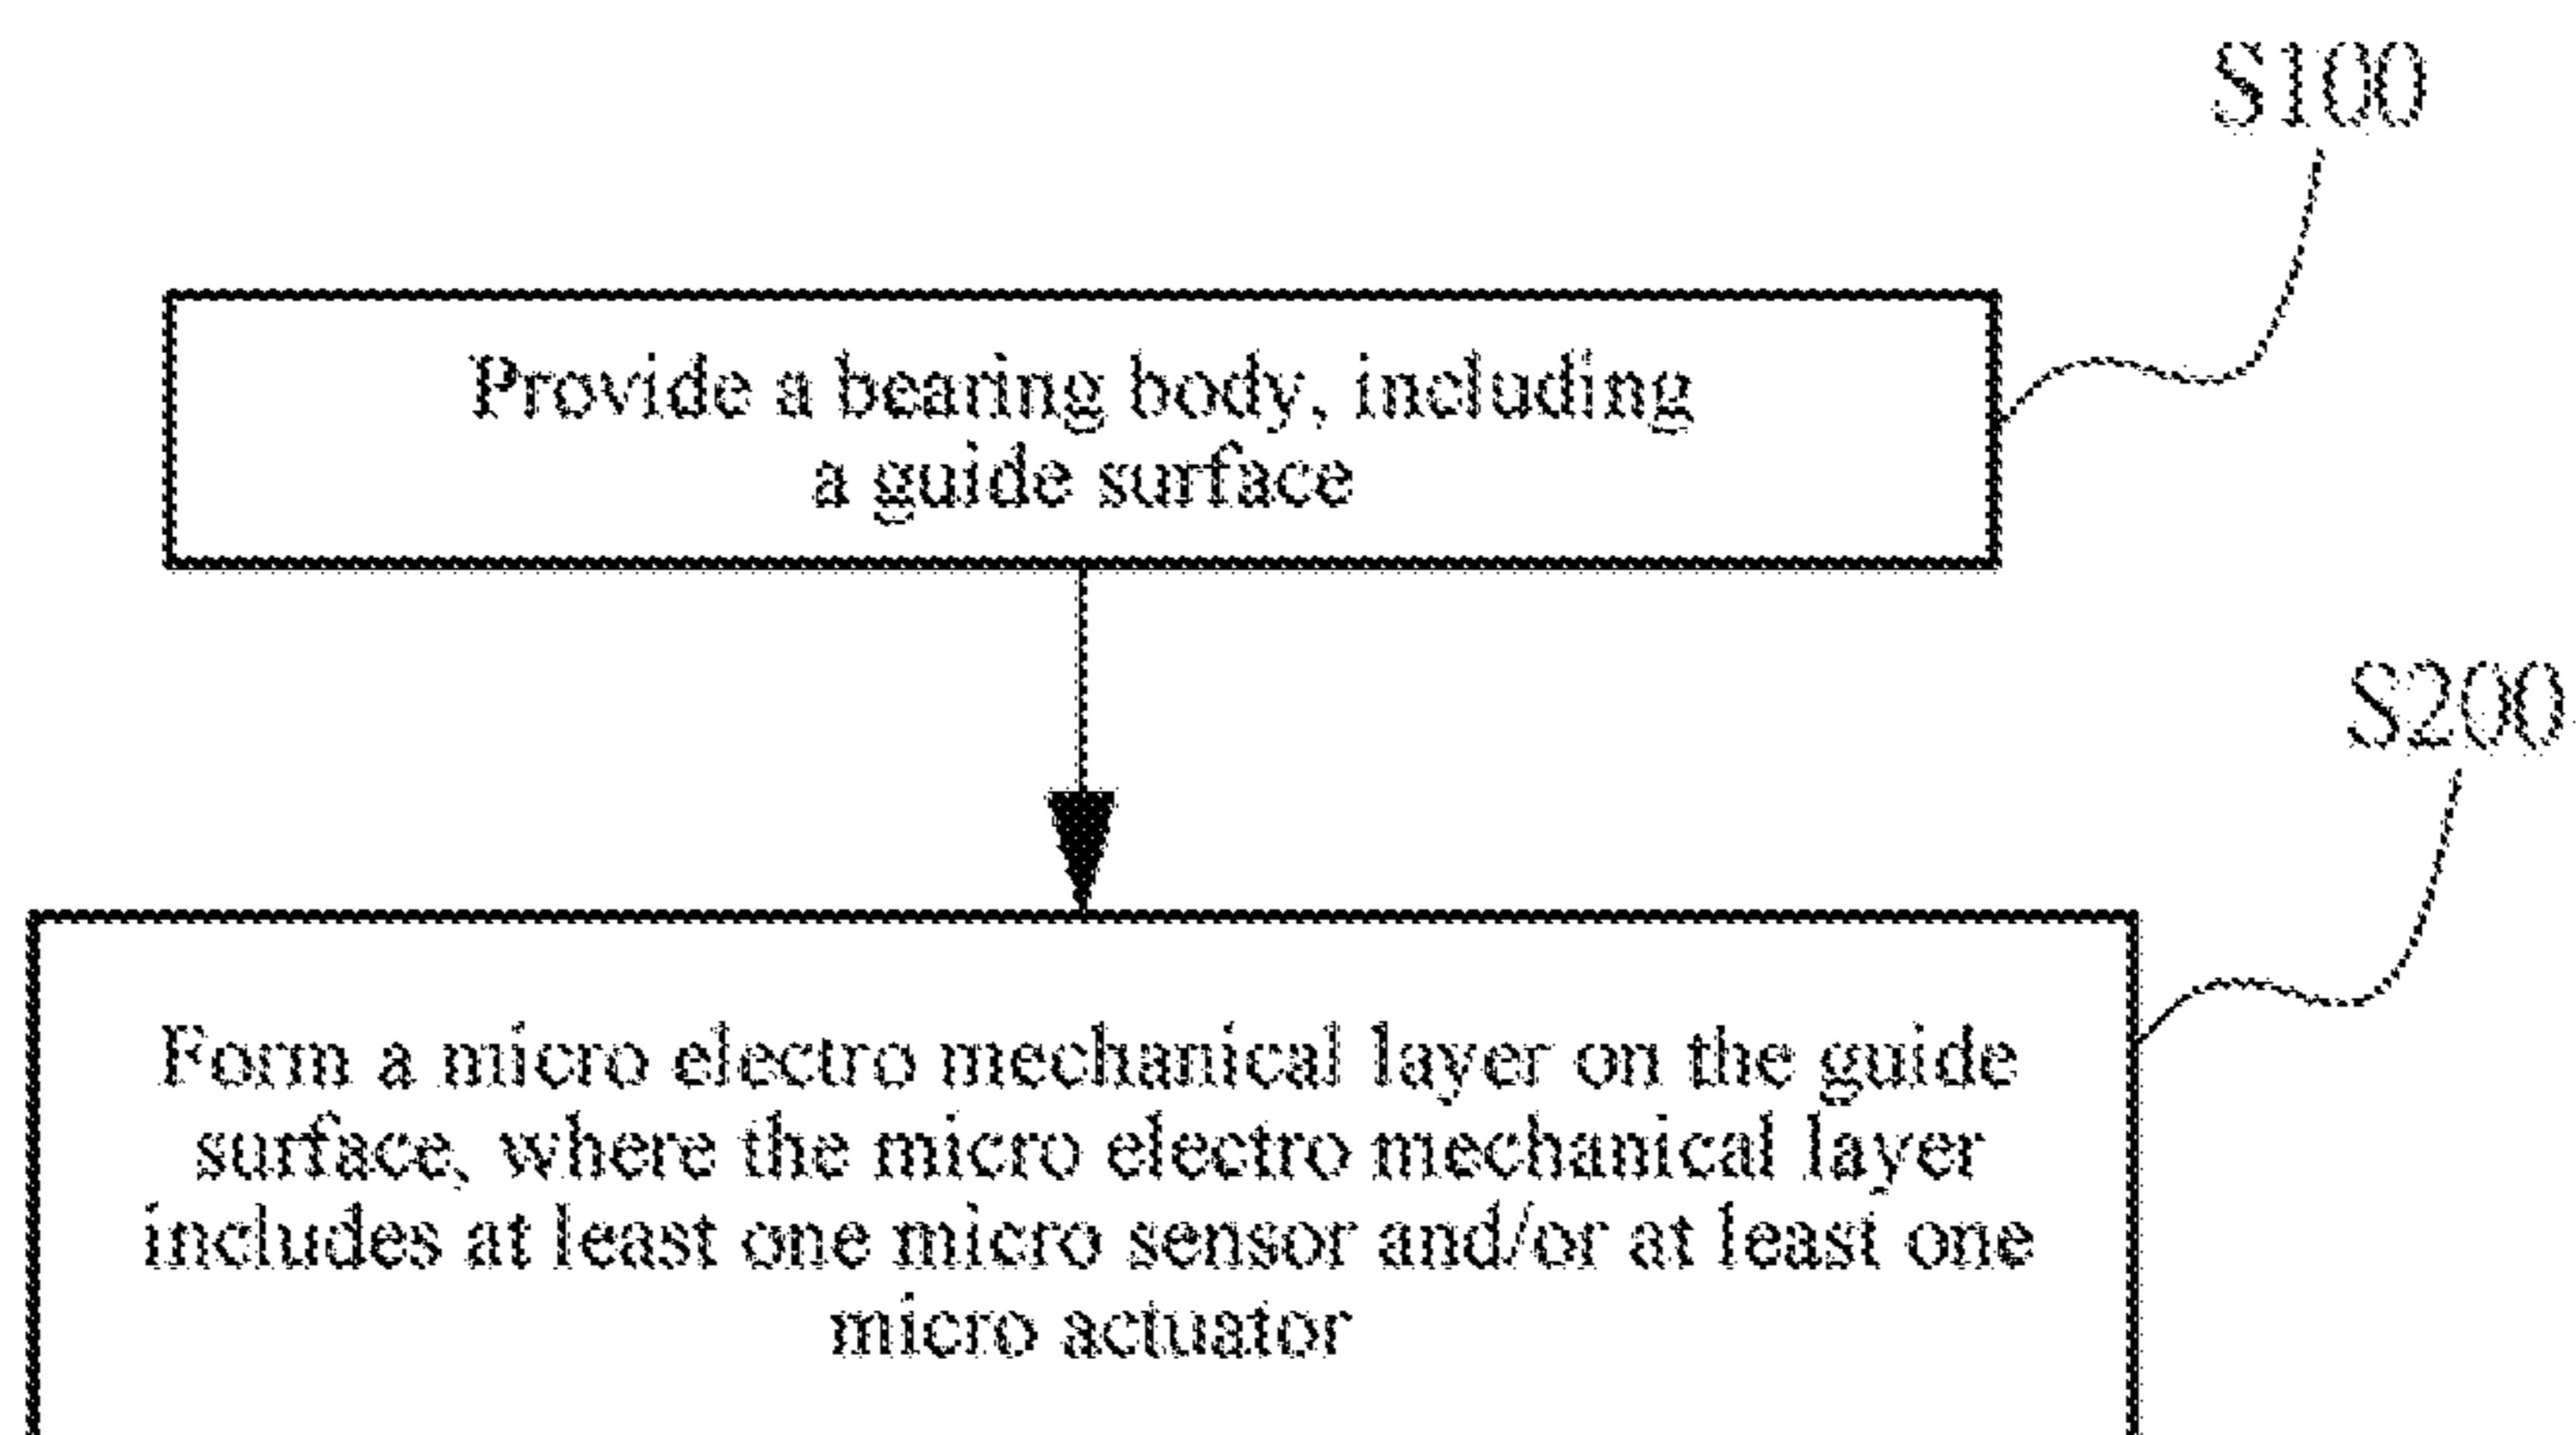 S100
Provide a bearing body, including
a guide surface
S200
Form a micro electro mechanical layer on the guide
surface, where the micro electro mechanical layer
includes at least one micro sensor and/or at least one
micro actuator